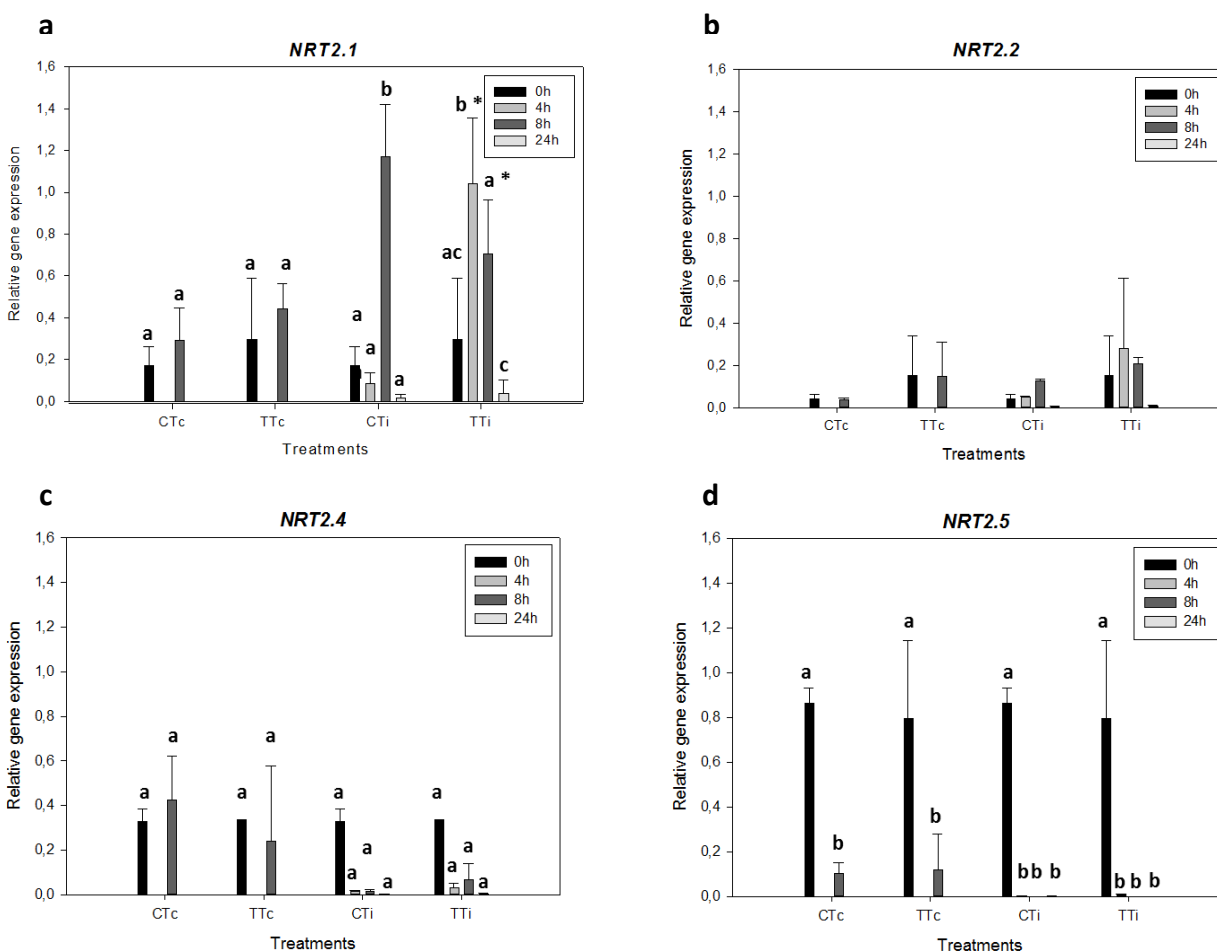 a
NRT2.1
1,6
1,4
1,2
1,0
0,8
0,6
0,4
0,2
0,0
Relative gene expression
0h
4h
8h
24h
a
a
a
a
a
a
b
a
ac
b *
a *
c
CTc
TTc
CTi
TTi
Treatments
b
NRT2.2
1,6
1,4
1,2
1,0
0,8
0,6
0,4
0,2
0,0
Relative gene expression
0h
4h
8h
24h
CTc
TTc
CTi
TTi
Treatments
c
NRT2.4
1,6
1,4
1,2
1,0
0,8
0,6
0,4
0,2
0,0
Relative gene expression
0h
4h
8h
24h
a
a
a
a
a
a
a
a
a
a
a
a
CTc
TTc
CTi
TTi
Treatments
d
NRT2.5
1,6
1,4
1,2
1,0
0,8
0,6
0,4
0,2
0,0
Relative gene expression
0h
4h
8h
24h
a
b
a
b
a
bb b
a
b b b
CTc
TTc
CTi
TTi
Treatments